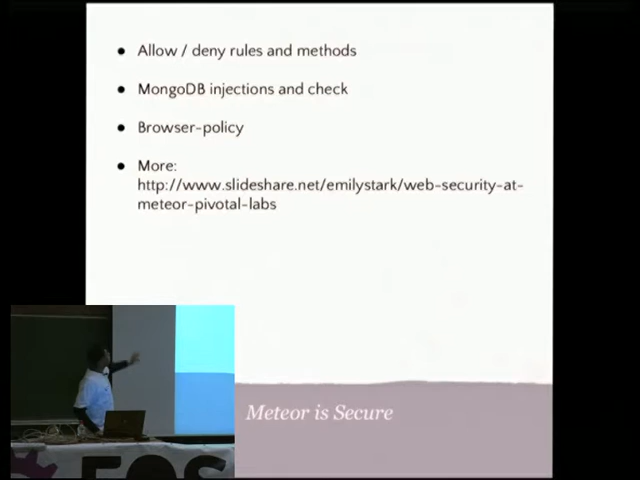 Allow / deny rules and methods
MongoDB injections and check
Browser-policy
More:
http://www.slideshare.net/emilystark/web-security-at-
meteor-pivotal-labs
Meteor is Secure
FOS